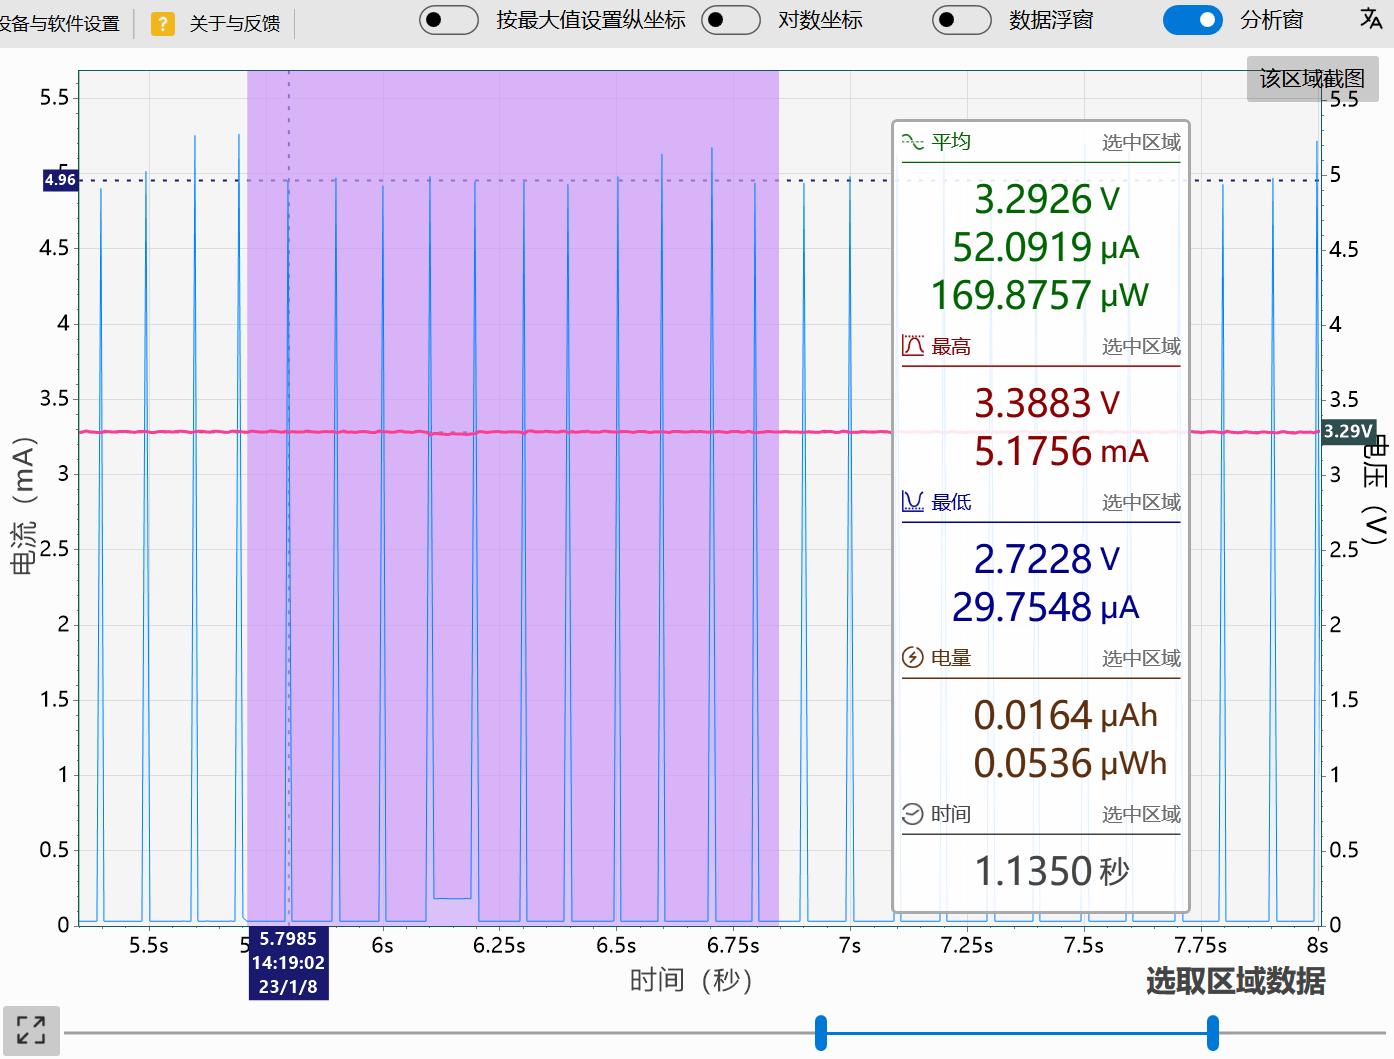 设备与软件设置
?
关于与反馈
按最大值设置纵坐标
对数坐标
数据浮窗
分析窗
该区域截图
5.5
5
4.96
4.5
4
3.5
3
2.5
2
1.5
1
0.5
0
电流（mA）
5.5
5
4.5
4
3.5
3.29V
3
2.5
2
1.5
1
0.5
0
电压（V）
平均 选中区域
3.2926 V
52.0919 µA
169.8757 µW
最高 选中区域
3.3883 V
5.1756 mA
最低 选中区域
2.7228 V
29.7548 µA
电量 选中区域
0.0164 µAh
0.0536 µWh
时间 选中区域
1.1350 秒
5.5s
5
6s
6.25s
6.5s
6.75s
7s
7.25s
7.5s
7.75s
8s
5.7985
14:19:02
23/1/8
时间（秒）
选取区域数据